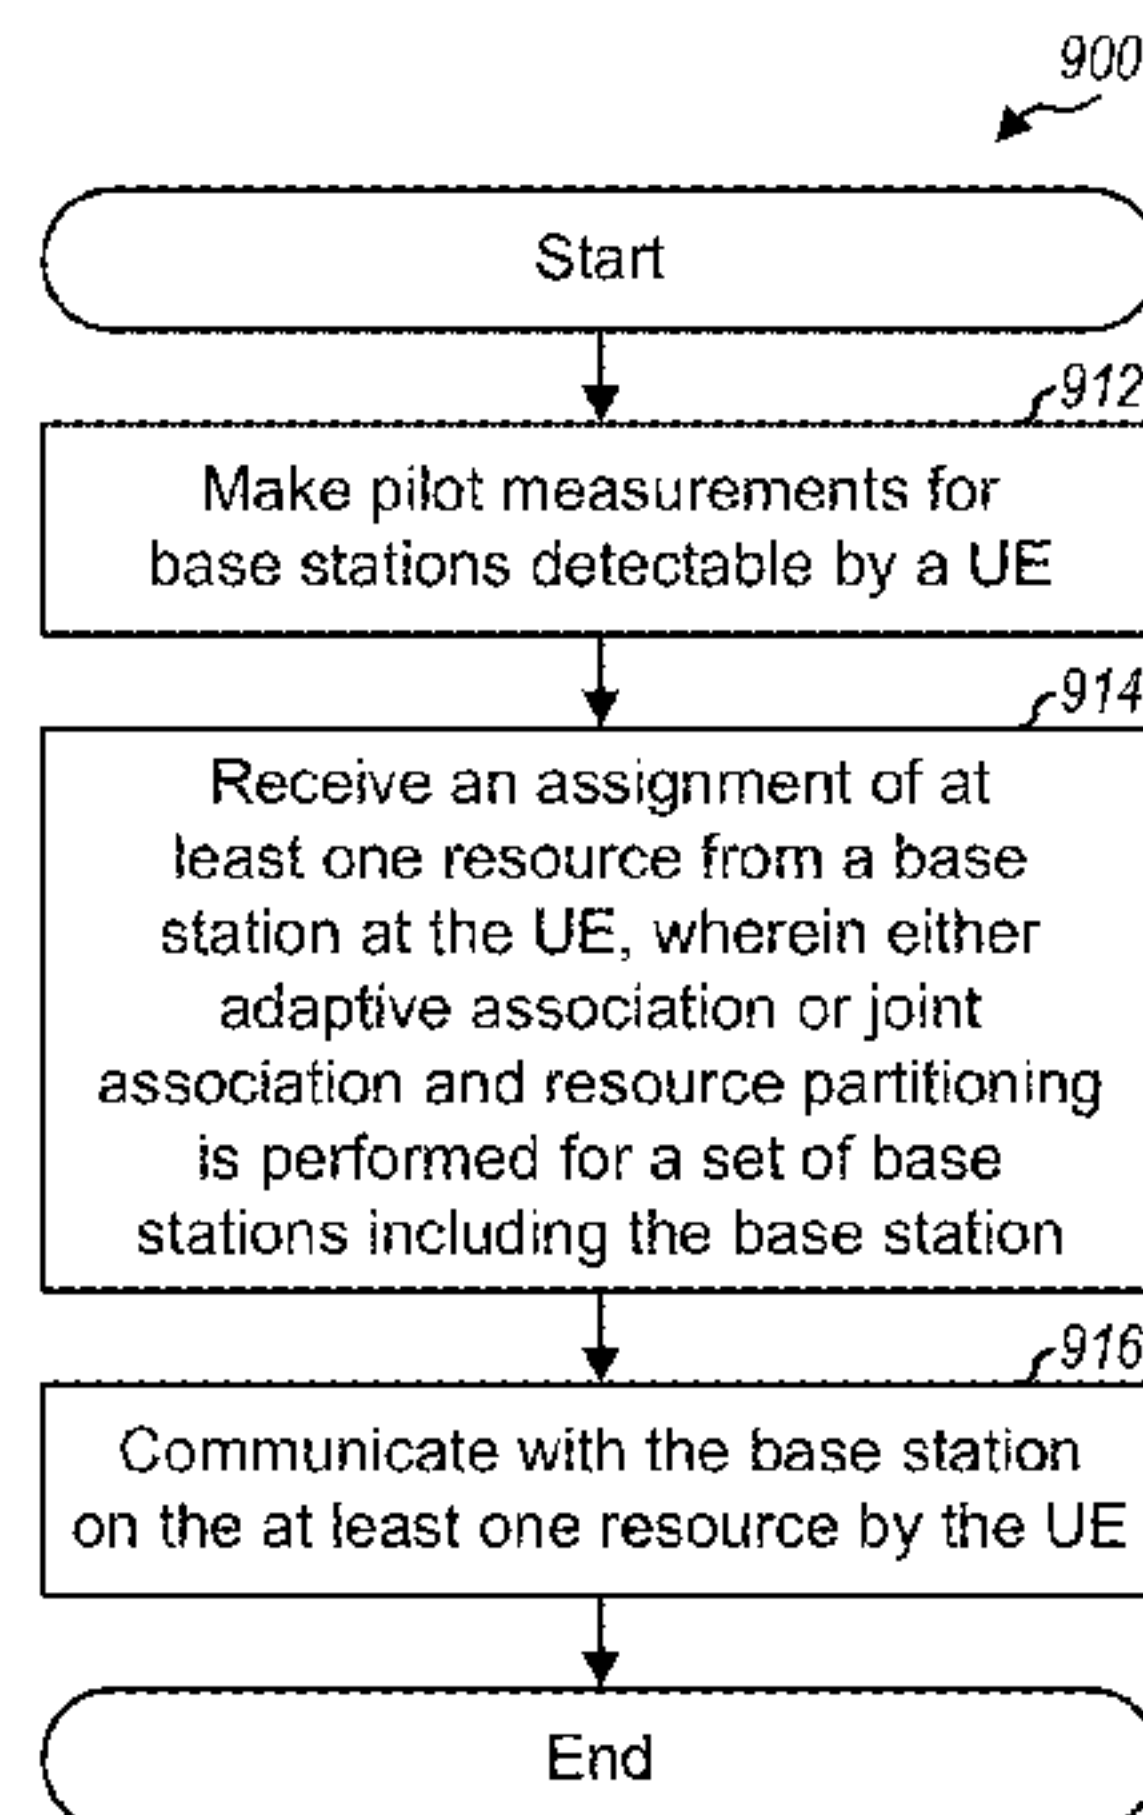 900
Start
912
Make pilot measurements for
base stations detectable by a UE
914
Receive an assignment of at
least one resource from a base
station at the UE, wherein either
adaptive association or joint
association and resource partitioning
is performed for a set of base
stations including the base station
916
Communicate with the base station
on the at least one resource by the UE
End